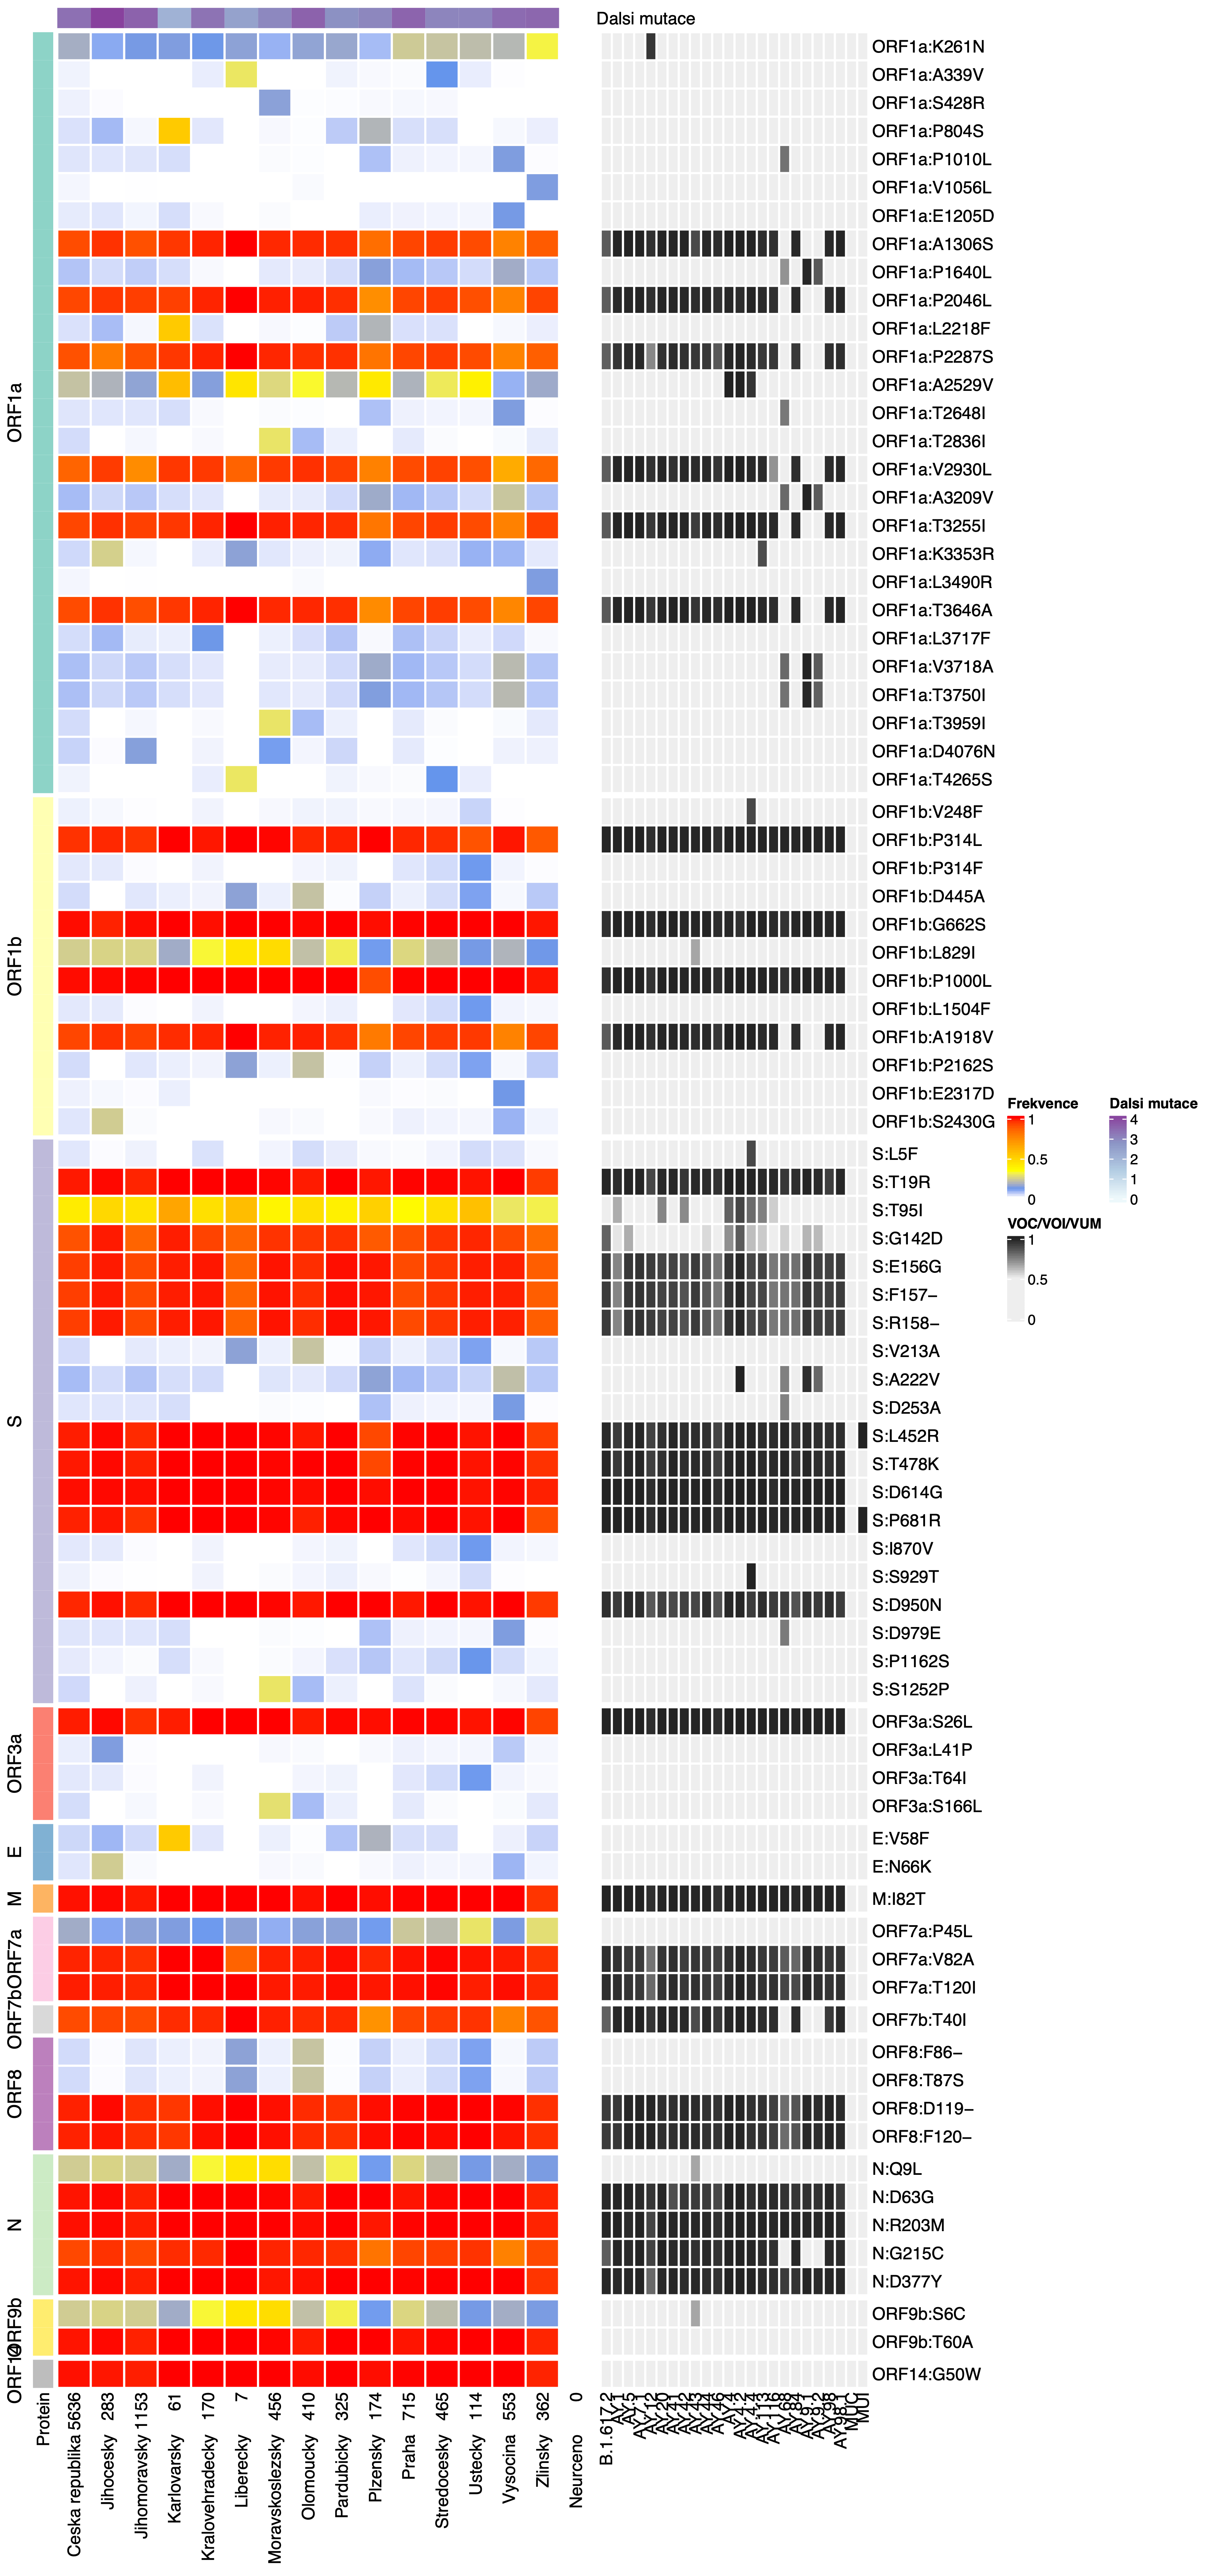 Dalsi mutace
ORF1a:K261N
ORF1a:A339V
ORF1a:S428R
ORF1a:P804S
ORF1a:P1010L
ORF1a:V1056L
ORF1a:E1205D
ORF1a:A1306S
ORF1a:P1640L
ORF1a:P2046L
ORF1a:L2218F
ORF1a:P2287S
ORF1a:A2529V
ORF1a:T2648I
ORF1a:T2836I
ORF1a:V2930L
ORF1a:A3209V
ORF1a:T3255I
ORF1a:K3353R
ORF1a:L3490R
ORF1a:T3646A
ORF1a:L3717F
ORF1a:V3718A
ORF1a:T3750I
ORF1a:T3959I
ORF1a:D4076N
ORF1a:T4265S
ORF1b:V248F
ORF1b:P314L
ORF1b:P314F
ORF1b:D445A
ORF1b:G662S
ORF1b:L829I
ORF1b:P1000L
ORF1b:L1504F
ORF1b:A1918V
ORF1b:P2162S
ORF1b:E2317D
ORF1b:S2430G
S:L5F
S:T19R
S:T95I
S:G142D
S:E156G
S:F157−
S:R158−
S:V213A
S:A222V
S:D253A
S:L452R
S:T478K
S:D614G
S:P681R
S:I870V
S:S929T
S:D950N
S:D979E
S:P1162S
S:S1252P
ORF3a:S26L
ORF3a:L41P
ORF3a:T64I
ORF3a:S166L
E:V58F
E:N66K
M:I82T
ORF7a:P45L
ORF7a:V82A
ORF7a:T120I
ORF7b:T40I
ORF8:F86−
ORF8:T87S
ORF8:D119−
ORF8:F120−
N:Q9L
N:D63G
N:R203M
N:G215C
N:D377Y
ORF9b:S6C
ORF9b:T60A
ORF14:G50W
ORF1a
ORF1b
S
ORF3a
E
M
ORF7a
ORF7b
ORF8
N
ORF9b
ORF14
Protein
Ceska republika 5636
Jihocesky 283
Jihomoravsky 1153
Karlovarsky 61
Kralovehradecky 170
Liberecky 7
Moravskoslezsky 456
Olomoucky 410
Pardubicky 325
Plzensky 174
Praha 715
Stredocesky 465
Ustecky 114
Vysocina 553
Zlinsky 362
Neurceno 0
B.1.617.2
MUC
MUI
Frekvence
1
0.5
0
Dalsi mutace
4
3
2
1
0
VOC/VOI/VUM
1
0.5
0